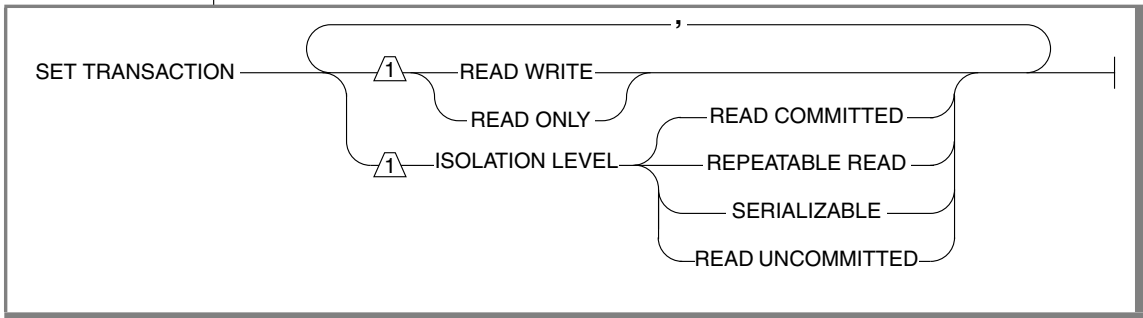 ,
SET TRANSACTION 1 READ WRITE
READ ONLY READ COMMITTED
1 ISOLATION LEVEL REPEATABLE READ
SERIALIZABLE
READ UNCOMMITTED